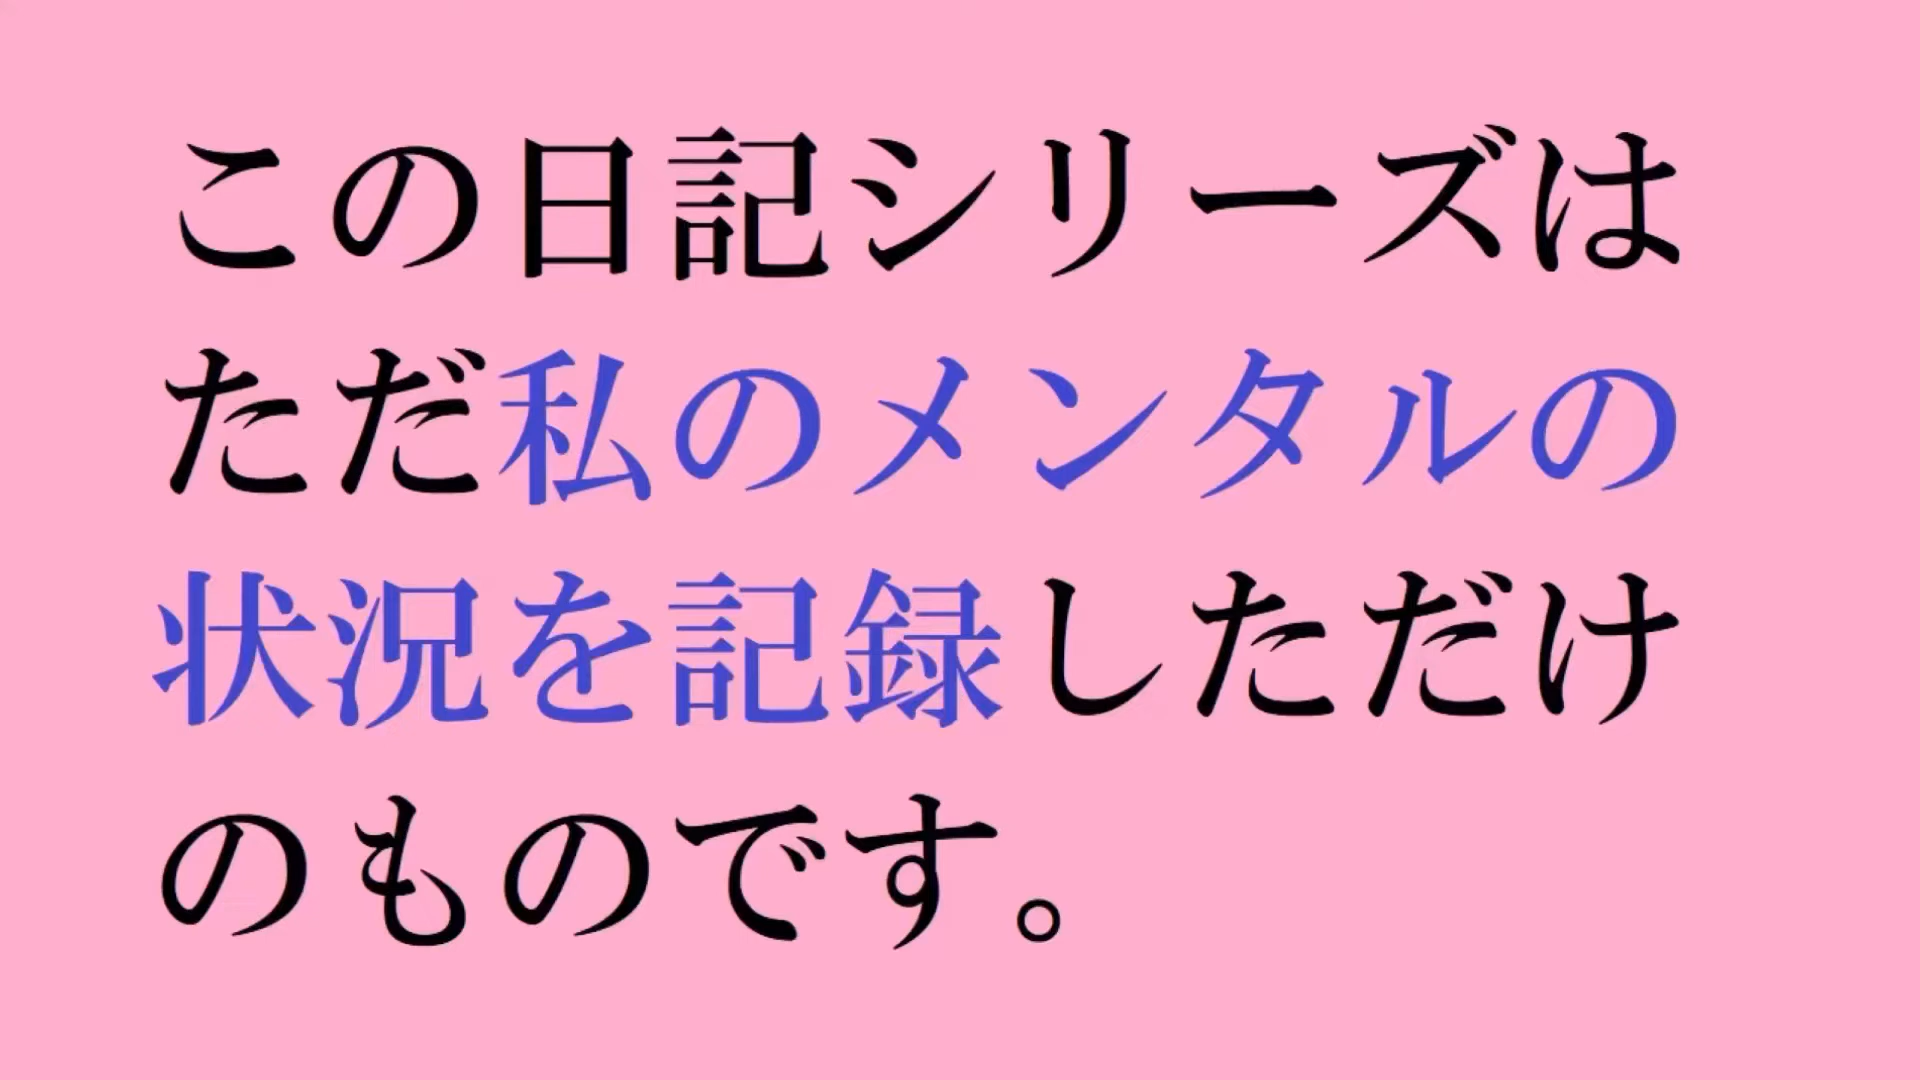 この日記シリーズは
ただ私のメンタルの
状況を記録しただけ
のものです。